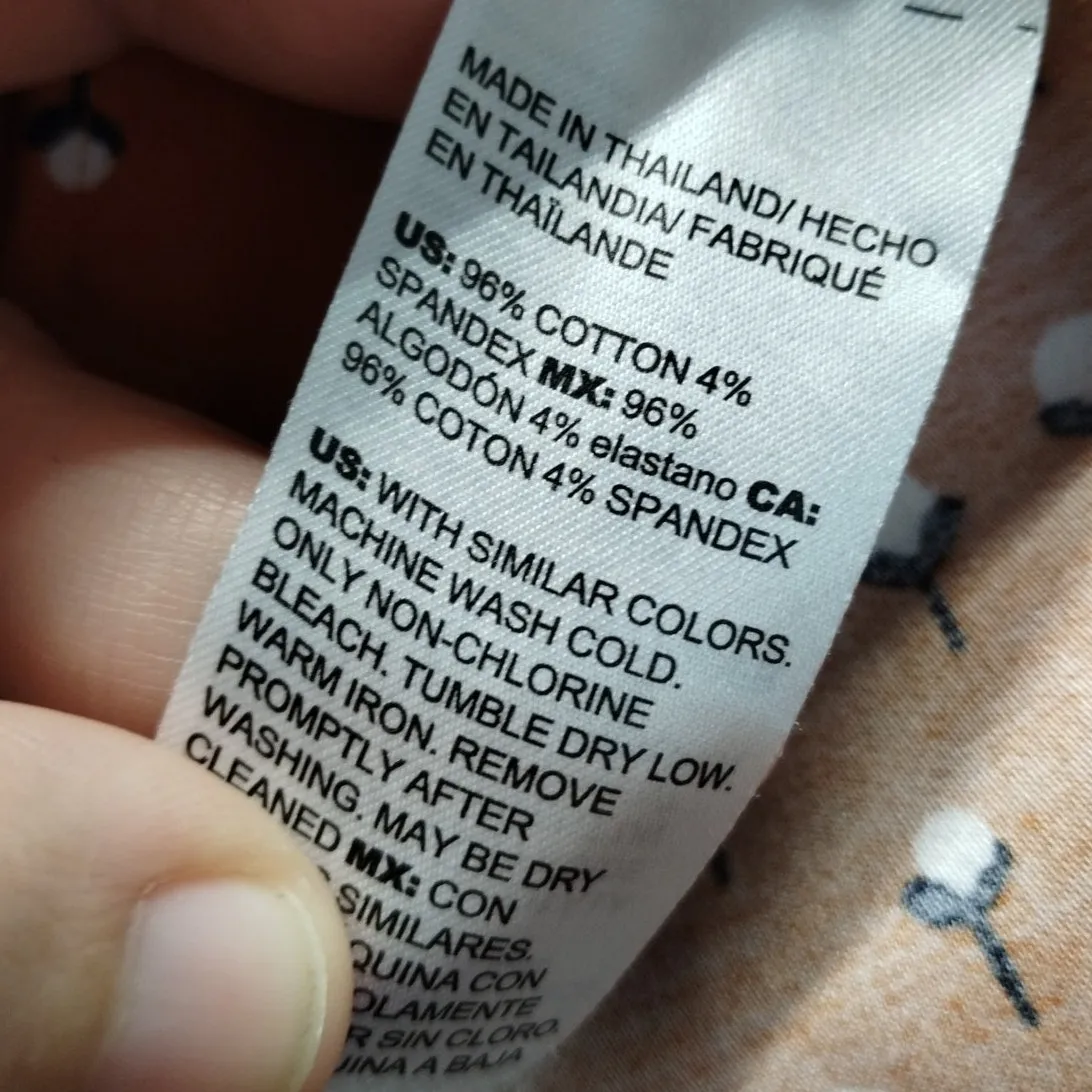 MADE IN THAILAND/ HECHO
EN TAILANDIA/ FABRIQUÉ
EN THAÏLANDE
US: 96% COTTON 4%
SPANDEX MX: 96%
ALGODÓN 4% elastano CA:
96% COTON 4% SPANDEX
US: WITH SIMILAR COLORS.
MACHINE WASH COLD.
ONLY NON-CHLORINE
BLEACH. TUMBLE DRY LOW.
WARM IRON. REMOVE
PROMPTLY AFTER
WASHING. MAY BE DRY
CLEANED MX: CON
SIMILARES.
CON
SIN CLORO.
A BAJA